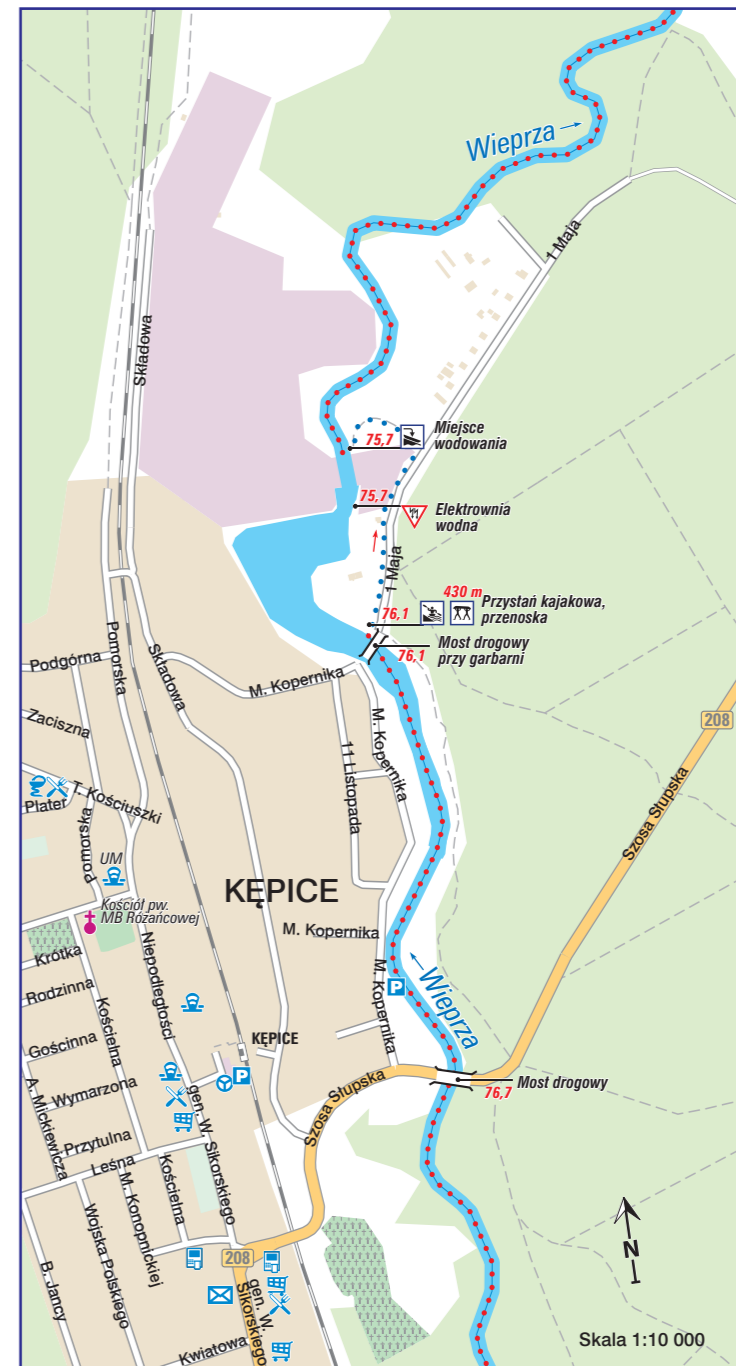 Wieprza
1 Maja
Składowa
75,7
Miejsce
wodowania
75,7
Elektrownia
wodna
1 Maja
430 m
76,1
Przystań kajakowa,
przenoska
Most drogowy
przy garbarni
76,1
Podgórna
Pomorska
Składowa
M. Kopernika
Zaciszna
M. Kopernika
11 Listopada
208
Plater
T. Kościuszki
Pomorska
Szosa Słupska
UM
KĘPICE
Kościół pw.
MB Różańcowej
M. Kopernika
Krótka
Niepodległości
Wieprza
Rodzinna
Kościelna
M. Kopernika
P
Gościnna
KĘPICE
P
A. Mickiewicza
Wymarzona
gen. W. Sikorskiego
Szosa Słupska
Most drogowy
76,7
Przytulna
Leśna
M. Konopnickiej
Kościelna
Wojska Polskiego
N
B. Jancy
208
gen. W.
Sikorskiego
Kwiatowa
Skala 1:10 000